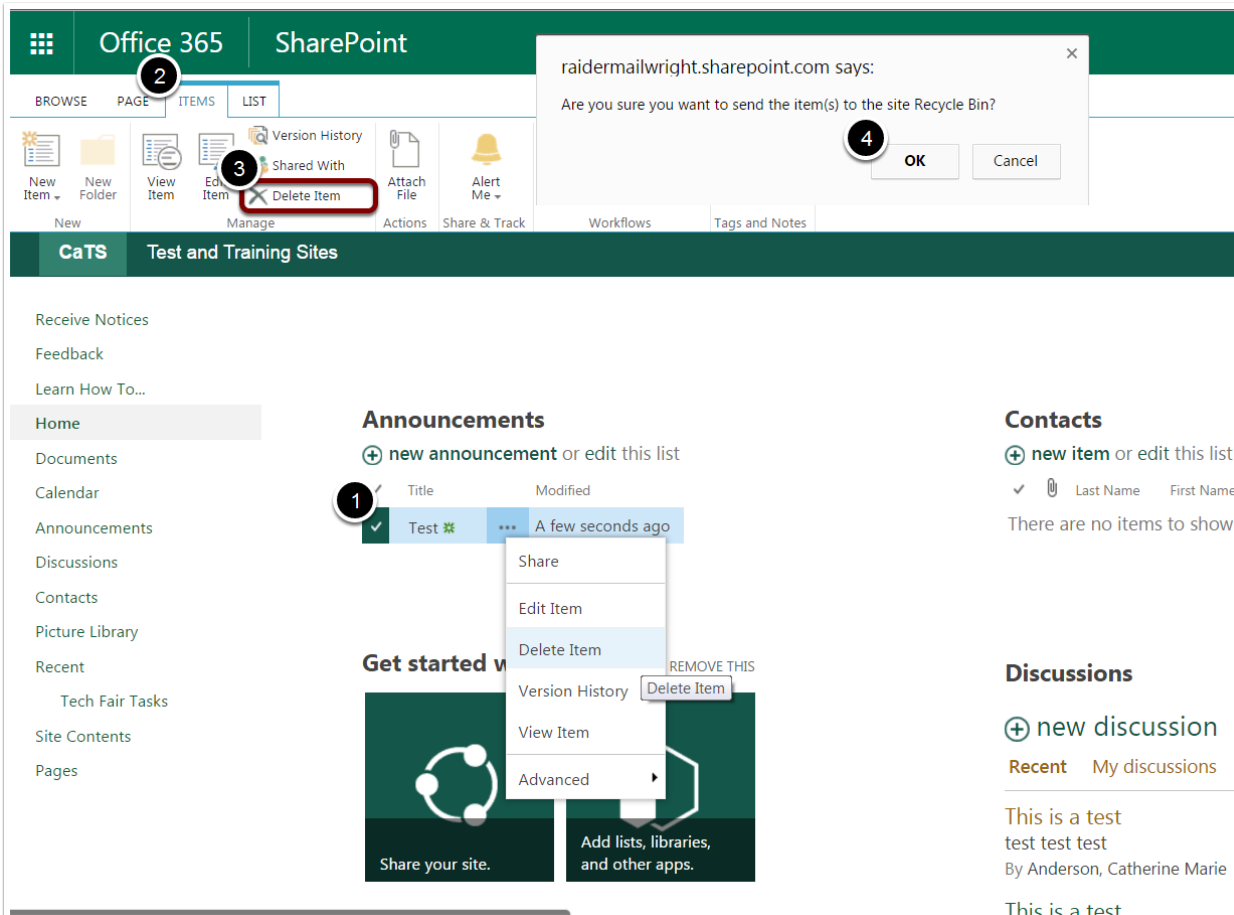 Office 365 SharePoint
2
BROWSE PAGE ITEMS LIST
raidermailwright.sharepoint.com says:
×
Are you sure you want to send the item(s) to the site Recycle Bin?
4
OK Cancel
New Item
New Folder
View Item
Item
3
Version History
Shared With
Delete Item
Attach File
Alert Me
New Manage Actions Share & Track Workflows Tags and Notes
CaTS Test and Training Sites
Receive Notices
Feedback
Learn How To...
Home
Documents
Calendar
Announcements
Discussions
Contacts
Picture Library
Recent
Tech Fair Tasks
Site Contents
Pages
Announcements
new announcement or edit this list
1
Title Modified
Test ... A few seconds ago
Share
Edit Item
Delete Item
Version History
View Item
Advanced
Delete Item
Get started
REMOVE THIS
Share your site.
Add lists, libraries,
and other apps.
Contacts
new item or edit this list
Last Name First Name
There are no items to show
Discussions
new discussion
Recent My discussions
This is a test
test test test
By Anderson, Catherine Marie
This is a test